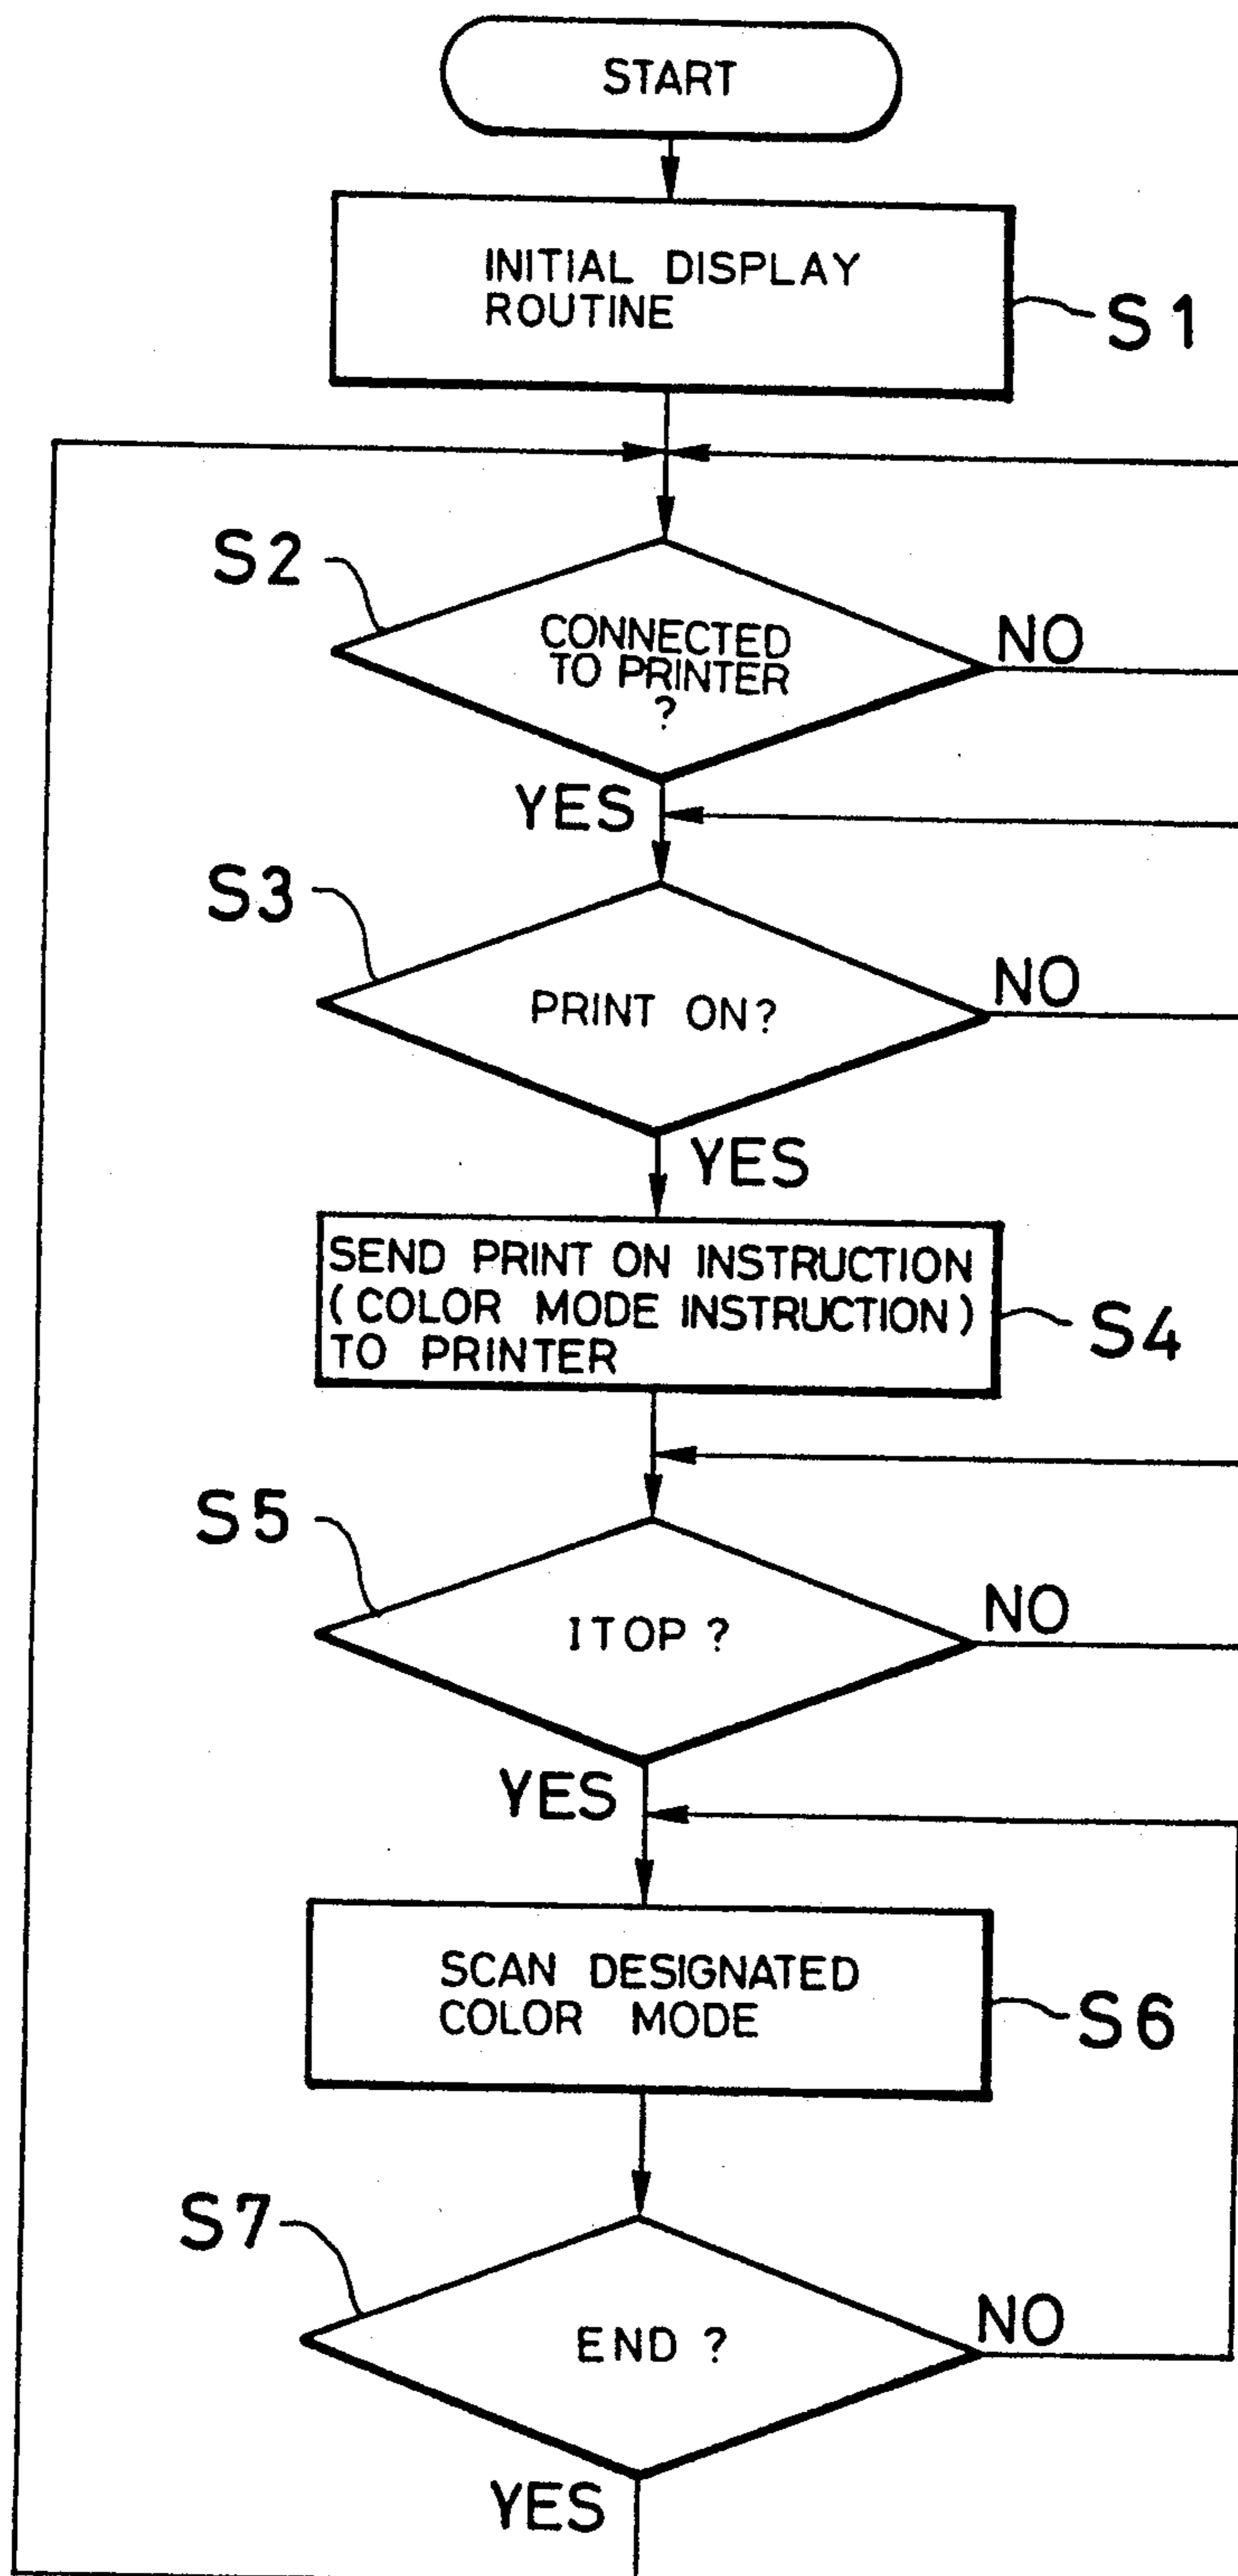 START
INITIAL DISPLAY
ROUTINE
S1
S2
CONNECTED
TO PRINTER
?
NO
YES
S3
PRINT ON?
NO
YES
SEND PRINT ON INSTRUCTION
(COLOR MODE INSTRUCTION)
TO PRINTER
S4
S5
ITOP ?
NO
YES
SCAN DESIGNATED
COLOR MODE
S6
S7
END ?
NO
YES